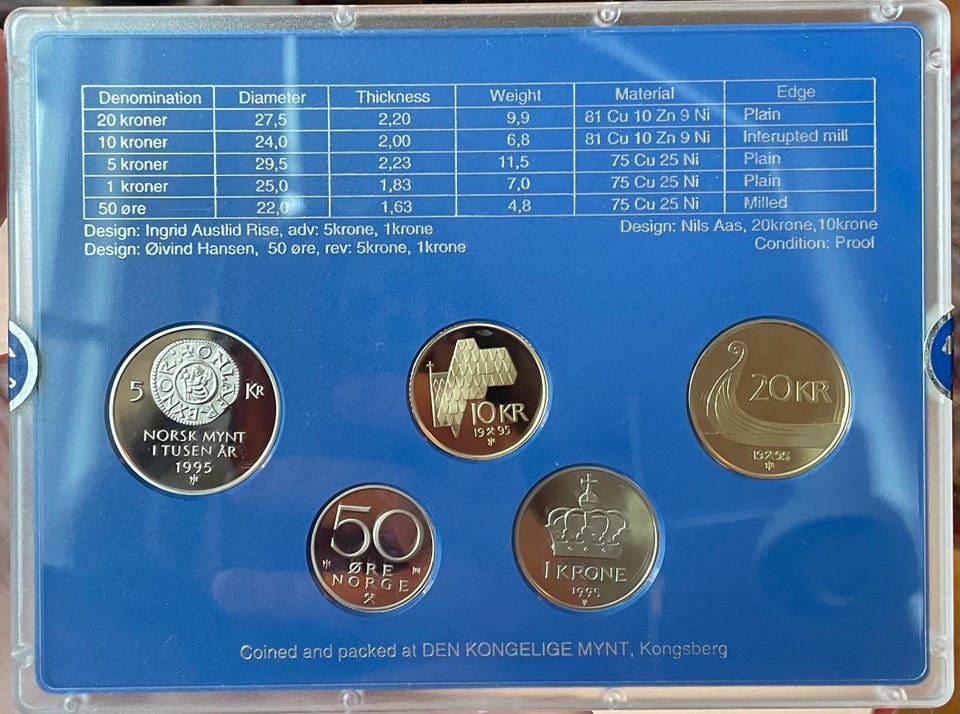 Denomination Diameter Thickness Weight Material Edge
20 kroner 27,5 2,20 9,9 81 Cu 10 Zn 9 Ni Plain
10 kroner 24,0 2,00 6,8 81 Cu 10 Zn 9 Ni Interupted mill
5 kroner 29,5 2,23 11,5 75 Cu 25 Ni Plain
1 kroner 25,0 1,83 7,0 75 Cu 25 Ni Plain
50 øre 22,0 1,63 4,8 75 Cu 25 Ni Milled
Design: Ingrid Austlid Rise, adv: 5krone, 1krone
Design: Øivind Hansen, 50 øre, rev: 5krone, 1krone
Design: Nils Aas, 20krone,10krone
Condition: Proof
5 KR
NORSK MYNT
I TUSEN ÅR
1995
10 KR
1995
20 KR
1995
50
ØRE
NORGE
1 KRONE
1995
Coined and packed at DEN KONGELIGE MYNT, Kongsberg